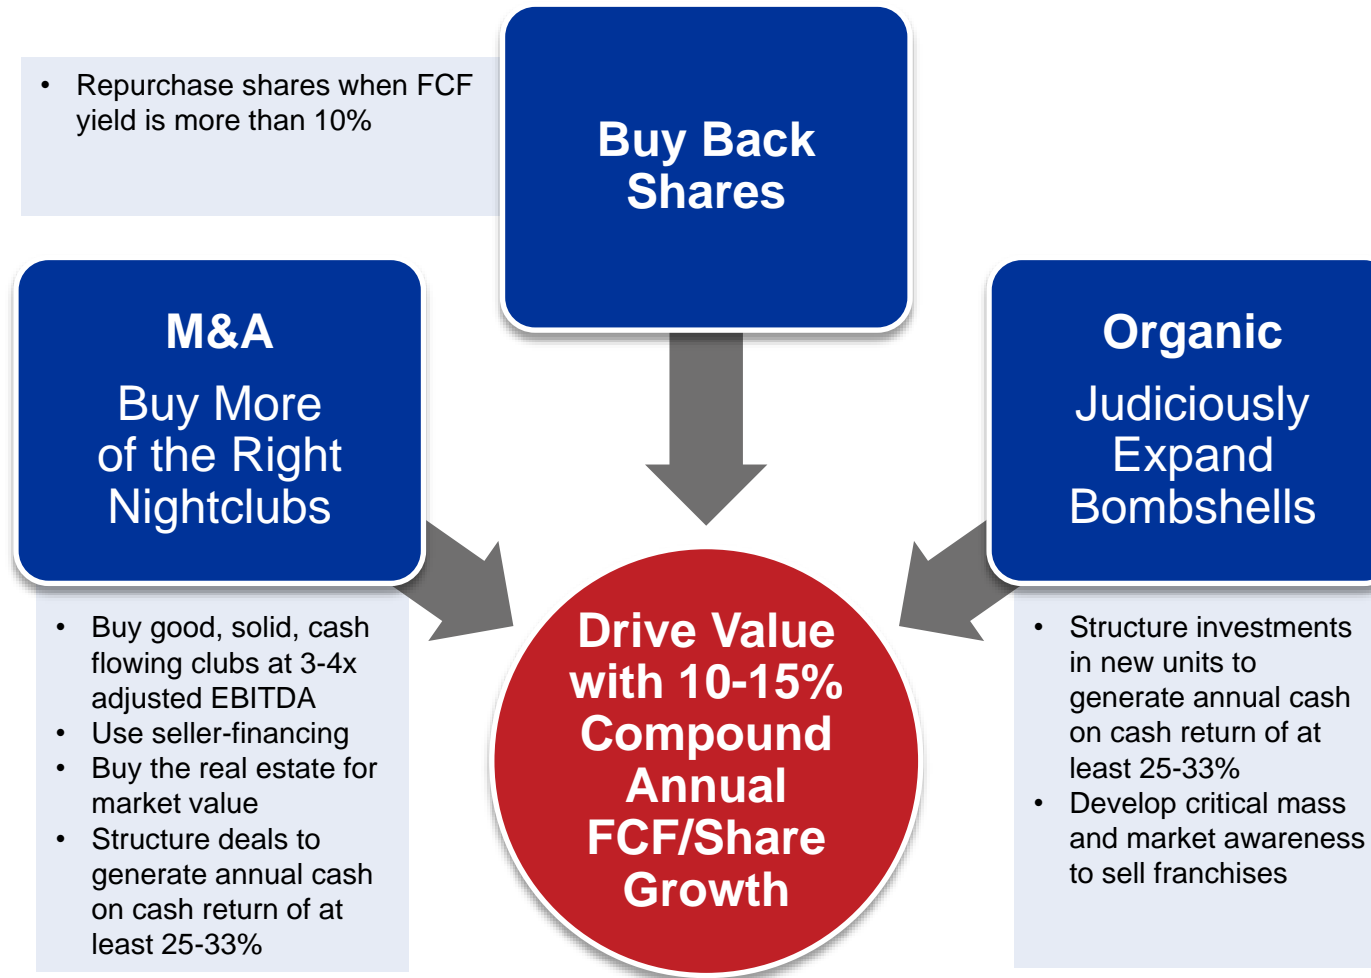 • Repurchase shares when FCF
yield is more than 10%
Buy Back
Shares
M&A
Buy More
of the Right
Nightclubs
• Buy good, solid, cash
flowing clubs at 3-4x
adjusted EBITDA
• Use seller-financing
• Buy the real estate for
market value
• Structure deals to
generate annual cash
on cash return of at
least 25-33%
Organic
Judiciously
Expand
Bombshells
• Structure investments
in new units to
generate annual cash
on cash return of at
least 25-33%
• Develop critical mass
and market awareness
to sell franchises
Drive Value
with 10-15%
Compound
Annual
FCF/Share
Growth